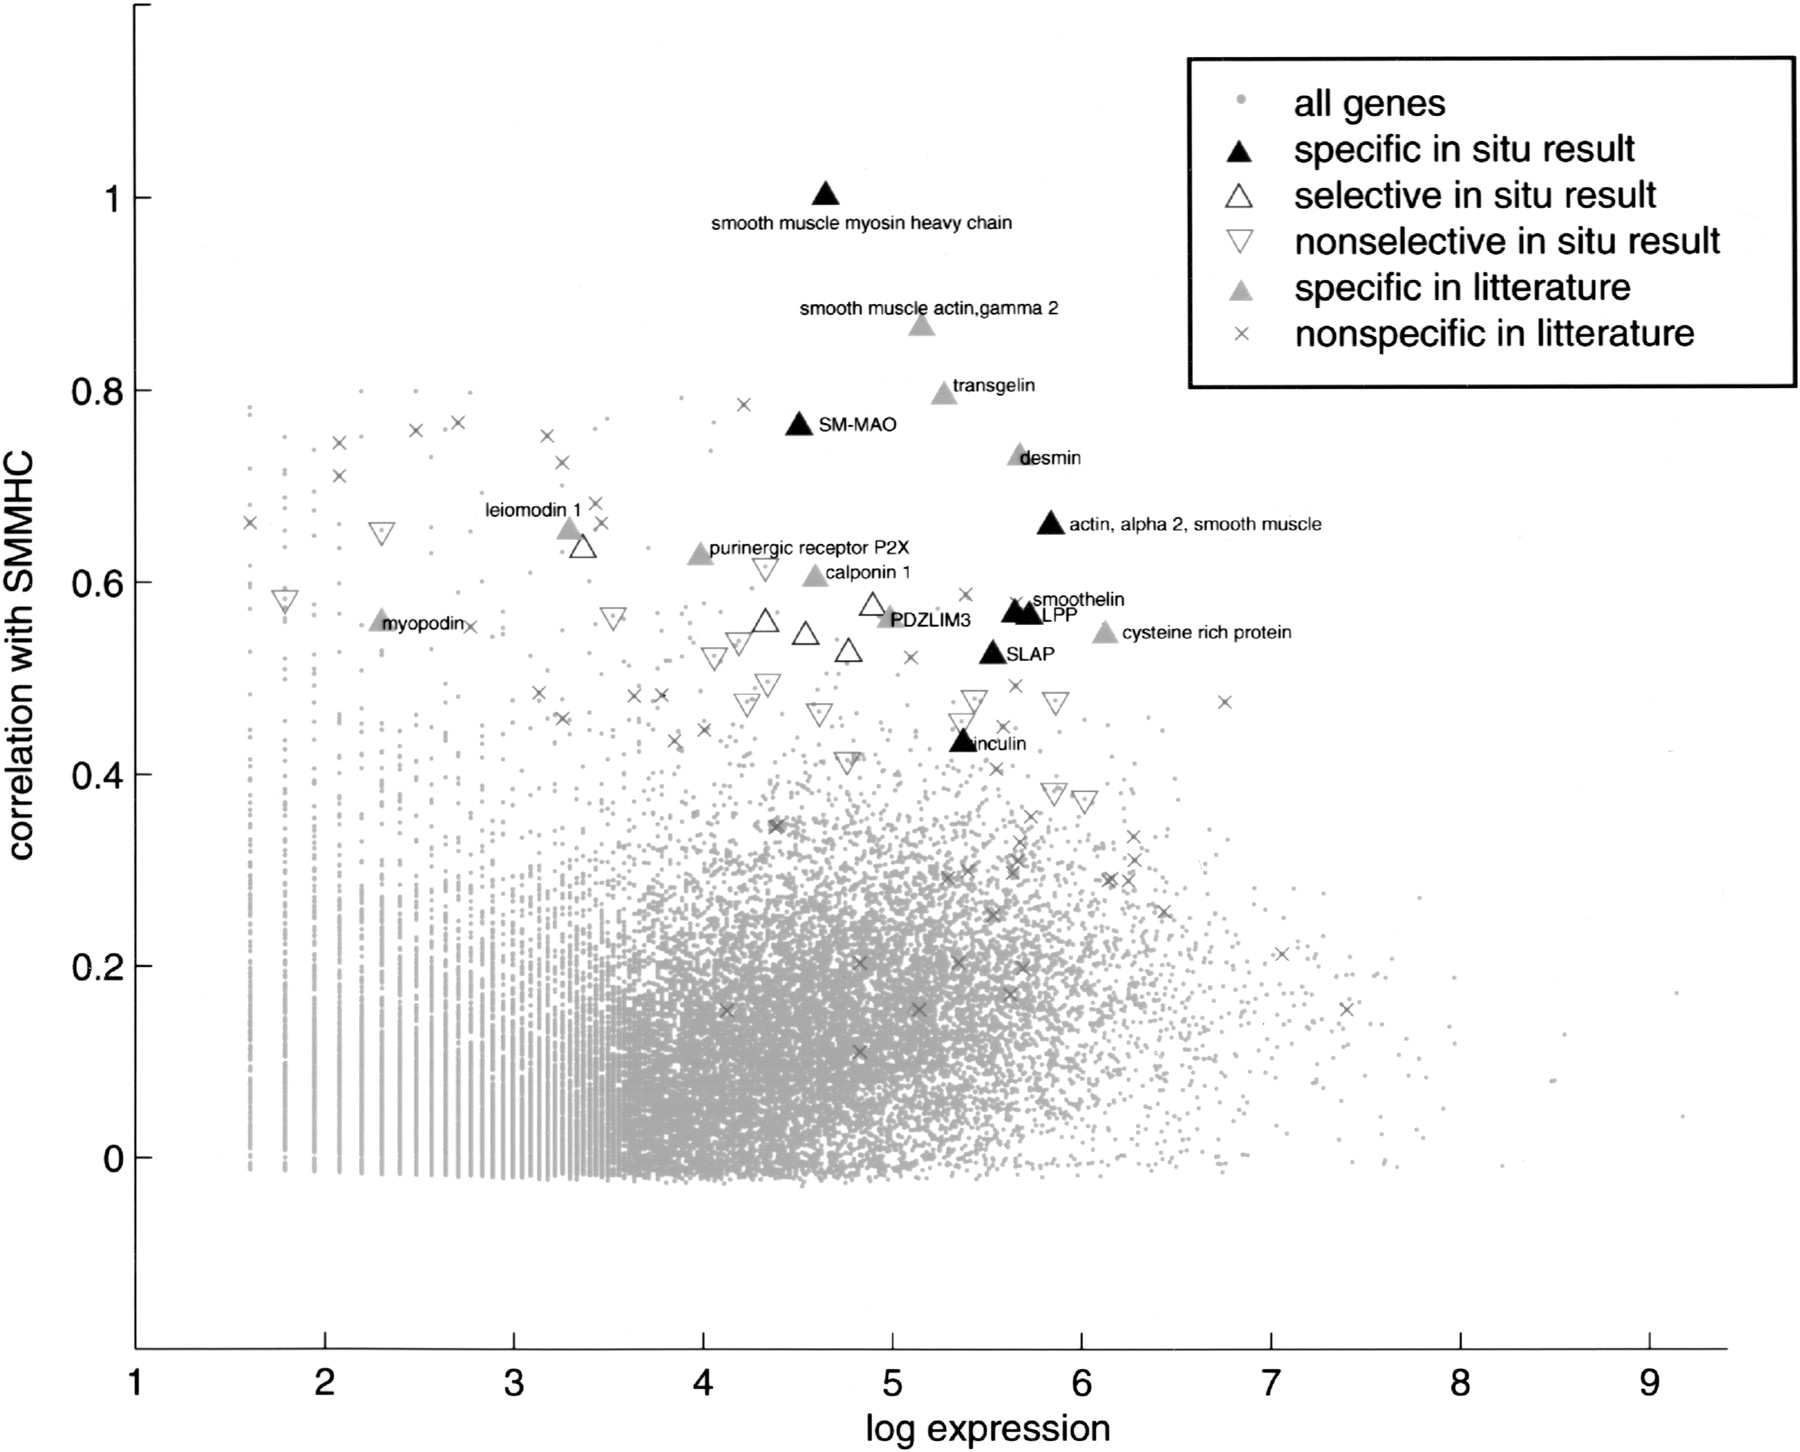 all genes
specific in situ result
selective in situ result
nonselective in situ result
specific in litterature
nonspecific in litterature
1
smooth muscle myosin heavy chain
smooth muscle actin,gamma 2
0.8
transgelin
SM-MAO
desmin
leiomodin 1
actin, alpha 2, smooth muscle
purinergic receptor P2X
calponin 1
0.6
smoothelin
LPP
PDZLIM3
myopodin
cysteine rich protein
SLAP
inculin
0.4
0.2
0
correlation with SMMHC
1 2 3 4 5 6 7 8 9
log expression